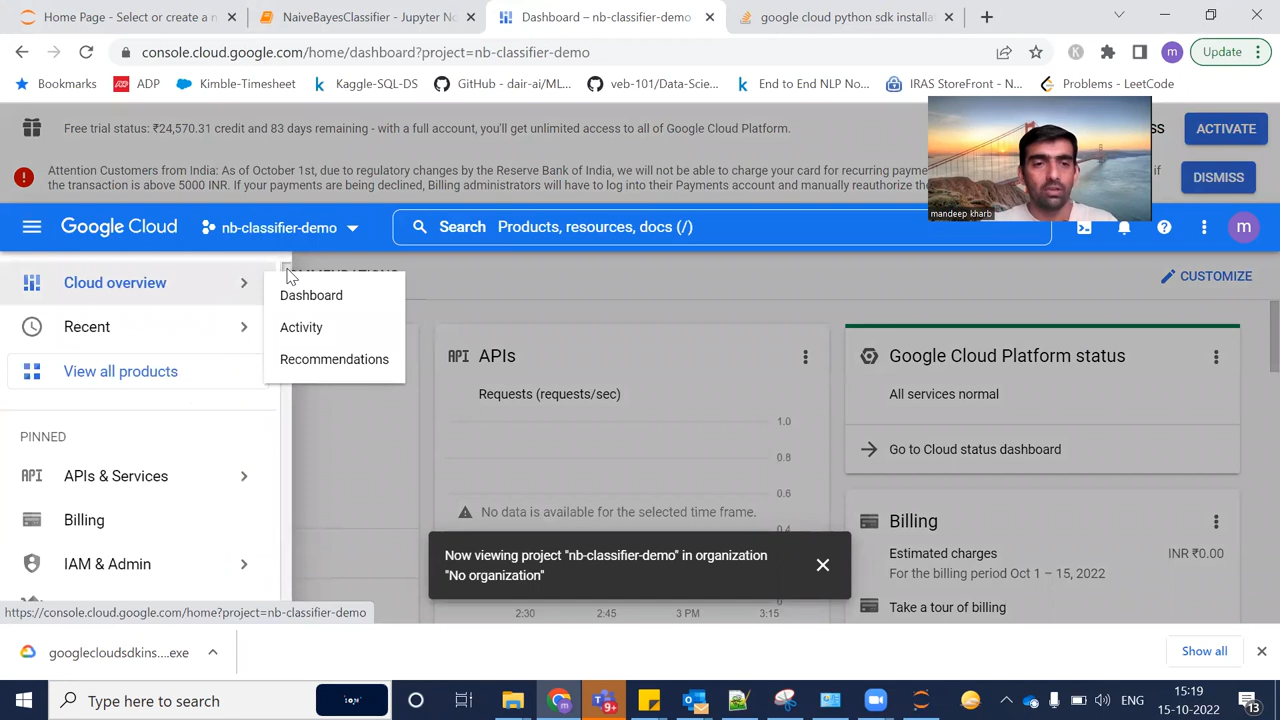 Home Page - Select or create a n
NaiveBayesClassifier - Jupyter N
Dashboard – nb-classifier-demo
google cloud python sdk installa
console.cloud.google.com/home/dashboard?project=nb-classifier-demo
K
m
Update
Bookmarks
ADP
Kimble-Timesheet
Kaggle-SQL-DS
GitHub - dair-ai/ML...
veb-101/Data-Scie...
End to End NLP No...
IRAS StoreFront - N...
Problems - LeetCode
Free trial status: ₹24,570.31 credit and 83 days remaining - with a full account, you'll get unlimited access to all of Google Cloud Platform.
SS
ACTIVATE
Attention Customers from India: As of October 1st, due to regulatory changes by the Reserve Bank of India, we will not be able to charge your card for recurring payme
if
the transaction is above 5000 INR. If your payments are being declined, Billing administrators will have to log into their Payments account and manually reauthorize the
DISMISS
mandeep kharb
Google Cloud
nb-classifier-demo
Search Products, resources, docs (/)
m
Cloud overview
CUSTOMIZE
Dashboard
Recent
Activity
View all products
Recommendations
API APIs
Requests (requests/sec)
1.0
0.8
0.6
No data is available for the selected time frame.
0.4
2:30
2:45
3 PM
3:15
Google Cloud Platform status
All services normal
Go to Cloud status dashboard
PINNED
API APIs & Services
Billing
IAM & Admin
Billing
Estimated charges
INR ₹0.00
For the billing period Oct 1 – 15, 2022
Take a tour of billing
Now viewing project "nb-classifier-demo" in organization
"No organization"
https://console.cloud.google.com/home?project=nb-classifier-demo
googlecloudsdkins....exe
Show all
Type here to search
9+
ENG
15:19
15-10-2022
13